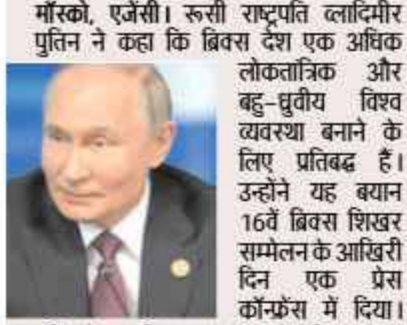 मॉस्को, एजेंसी। रूसी राष्ट्रपति व्लादिमीर
पुतिन ने कहा कि ब्रिक्स देश एक अधिक
लोकतांत्रिक और
बहु-ध्रुवीय विश्व
व्यवस्था बनाने के
लिए प्रतिबद्ध हैं।
उन्होंने यह बयान
16वें ब्रिक्स शिखर
सम्मेलन के आखिरी
दिन एक प्रेस
कॉन्फ्रेंस में दिया।